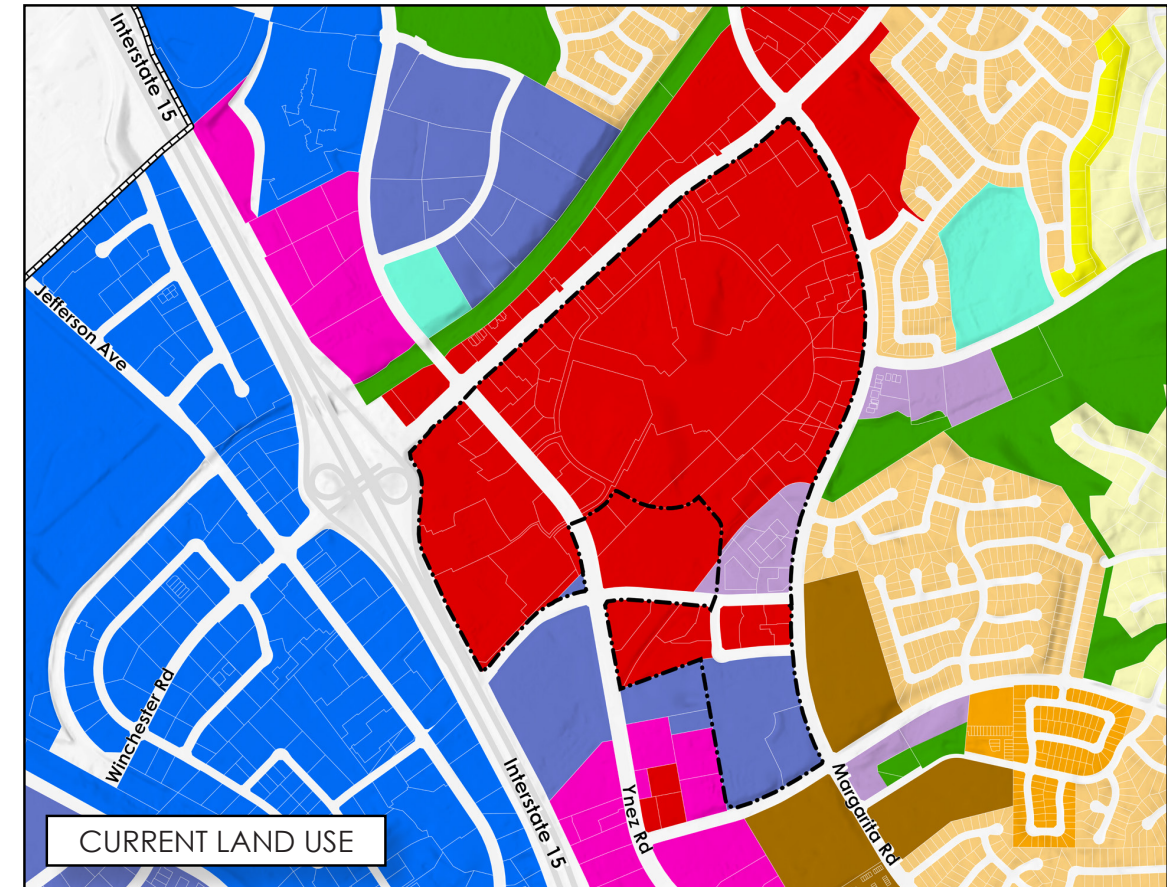 Interstate 15
Jefferson Ave
Winchester Rd
Interstate 15
Ynez Rd
Margarita Rd
CURRENT LAND USE